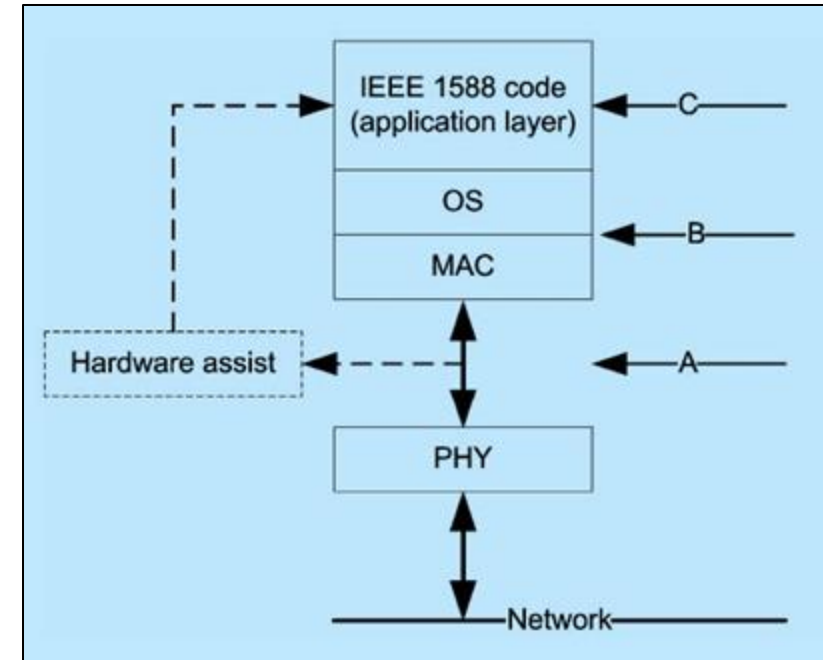 IEEE 1588 code
(application layer)
C
OS
B
MAC
Hardware assist
A
PHY
Network